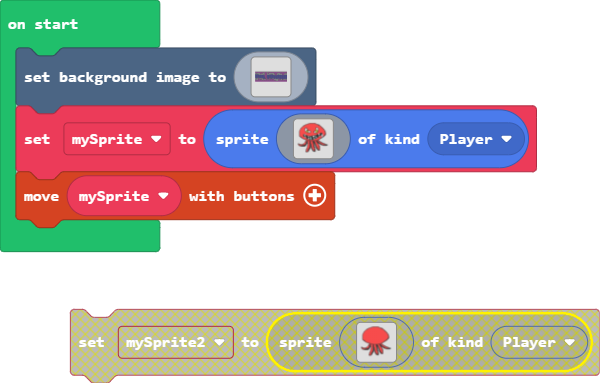 on start
set background image to
set mySprite to sprite of kind Player
move mySprite with buttons
set mySprite2 to sprite of kind Player